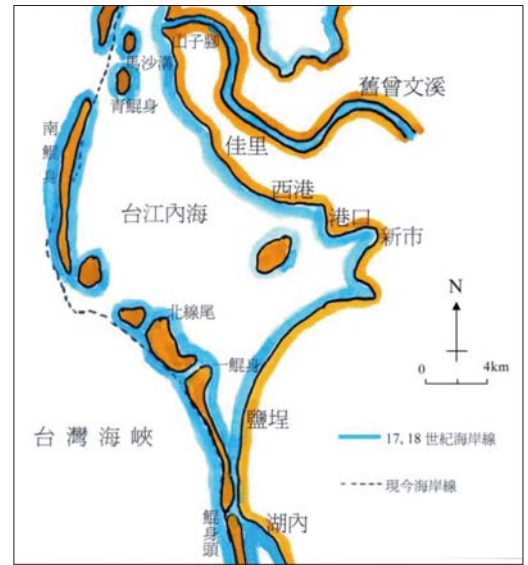 山子腳
馬沙溝
舊曾文溪
青鯤身
南鯤身
佳里
西港
台江內海
港口
新市
N
北線尾
0 4km
一鯤身
鹽埕
台灣海峽
17, 18 世紀海岸線
現今海岸線
湖內
鯤身頭